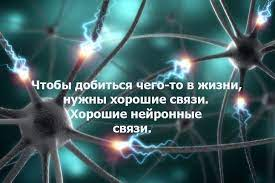 Чтобы добиться чего-то в жизни,
нужны хорошие связи.
Хорошие нейронные
связи.